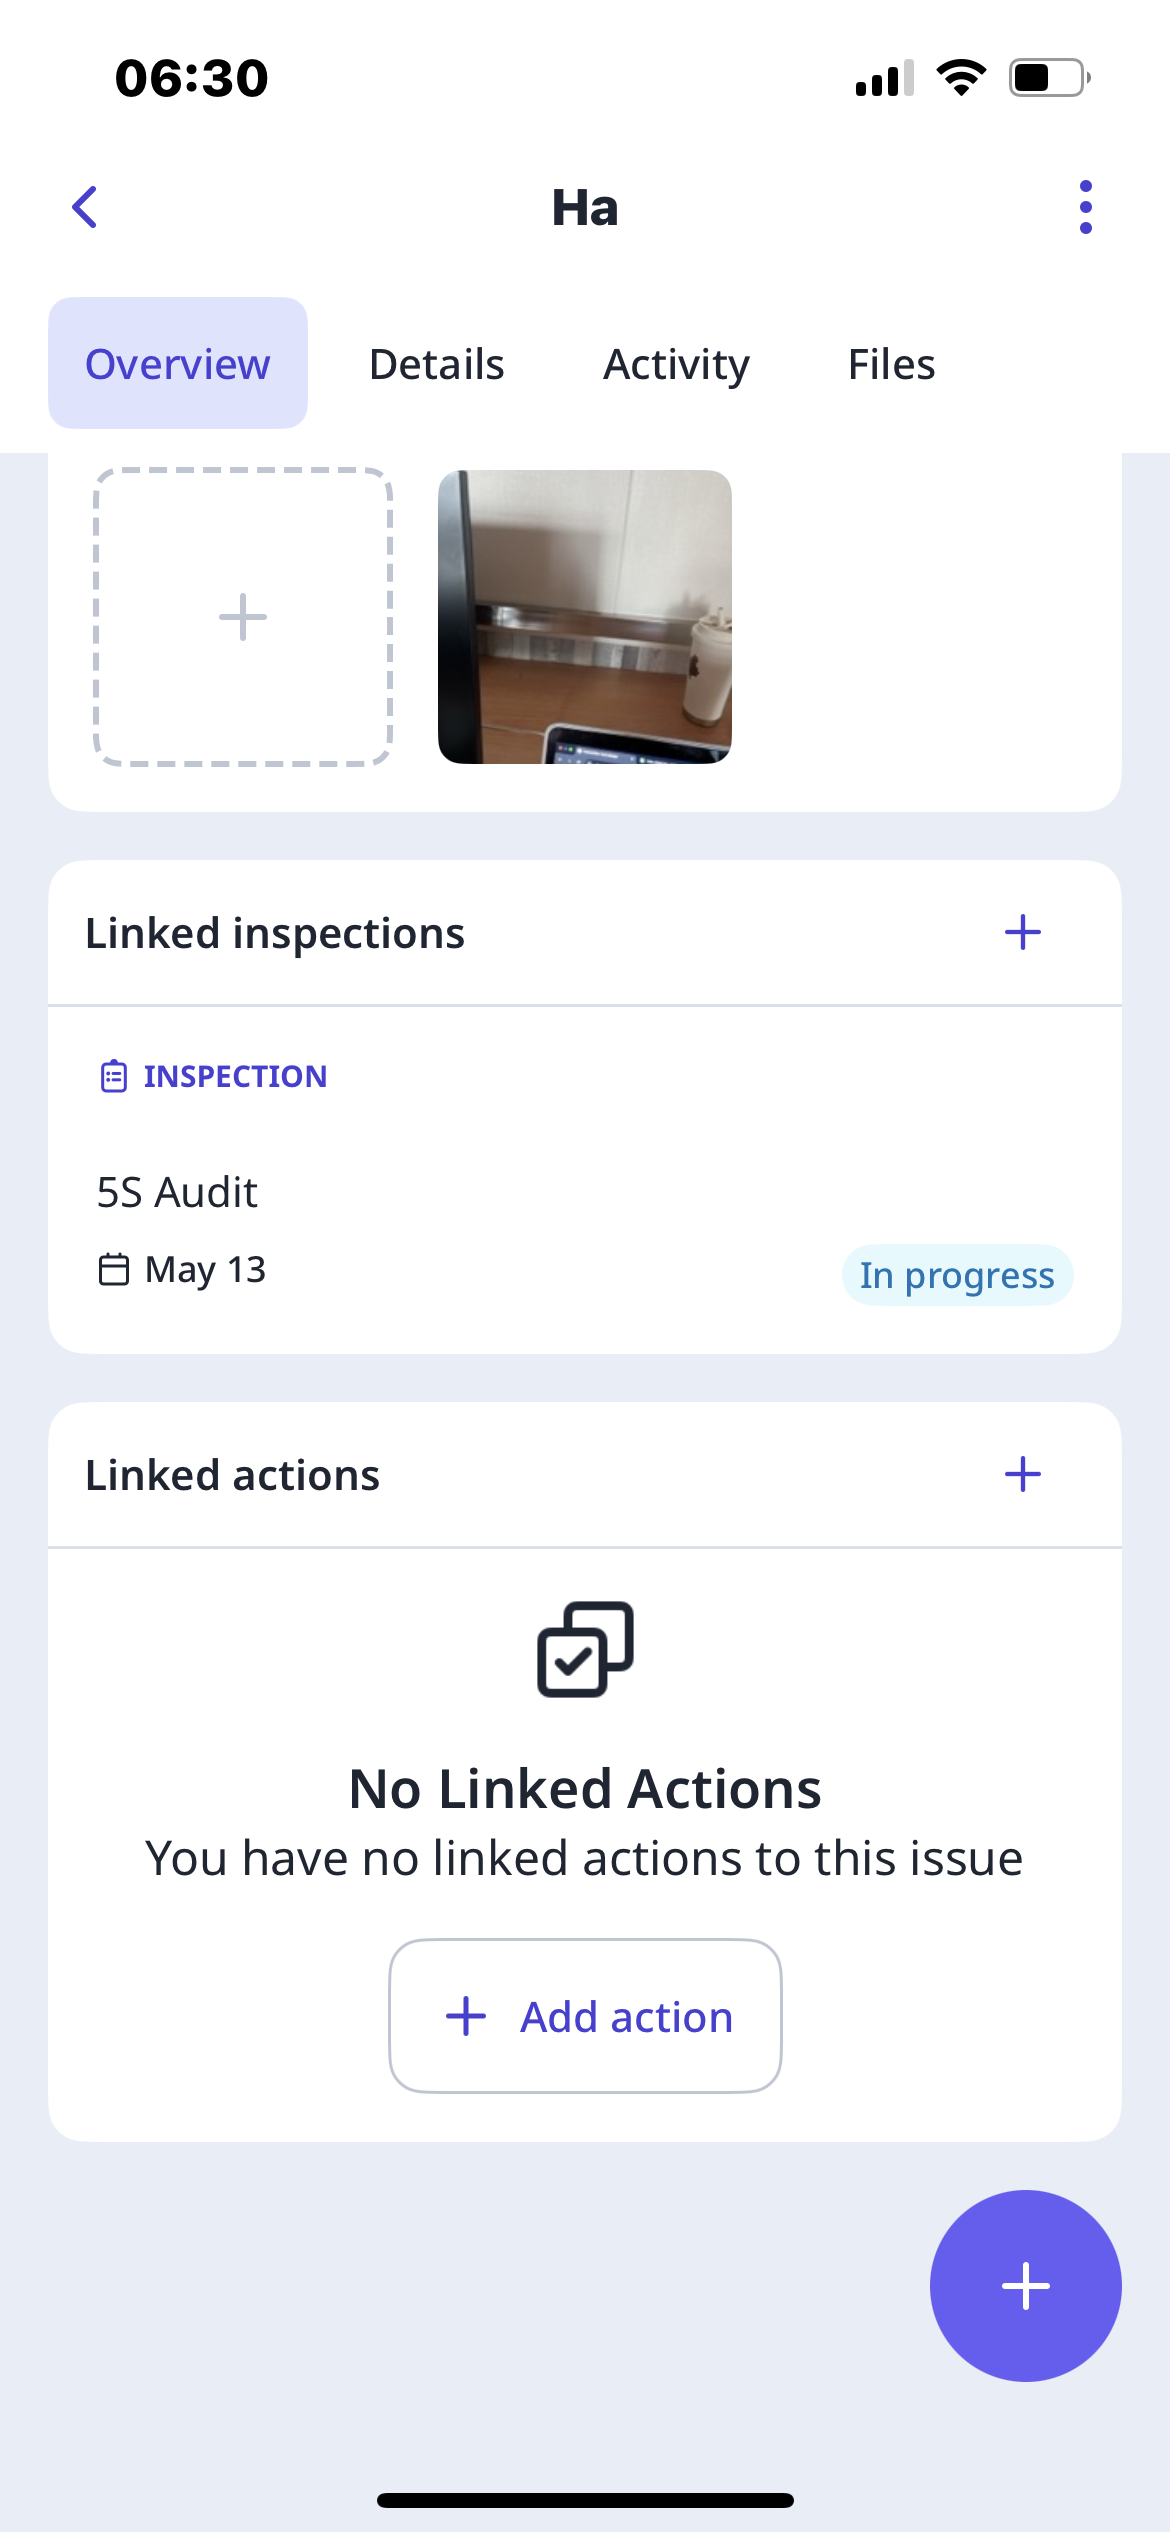 06:30
Ha
Overview
Details
Activity
Files
Linked inspections
INSPECTION
5S Audit
May 13
In progress
Linked actions
No Linked Actions
You have no linked actions to this issue
Add action